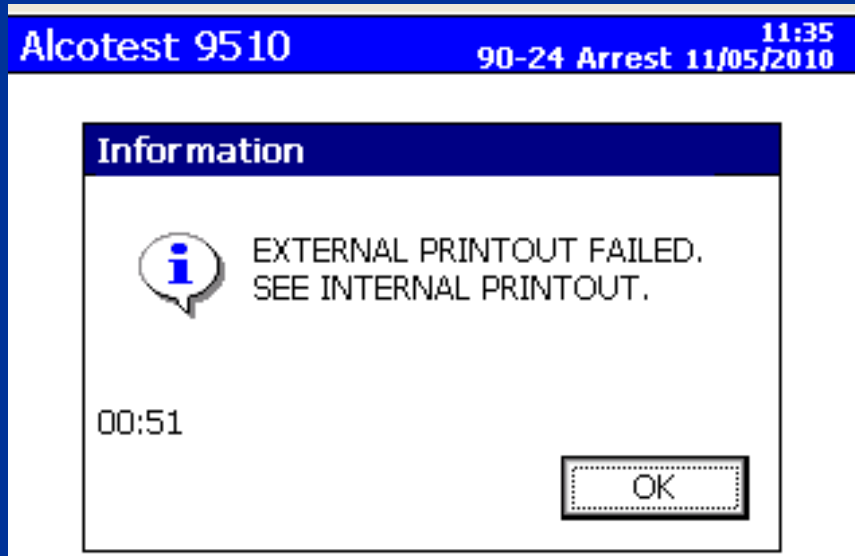 Alcotest 9510
11:35
90-24 Arrest 11/05/2010
Information
i
EXTERNAL PRINTOUT FAILED.
SEE INTERNAL PRINTOUT.
00:51
OK